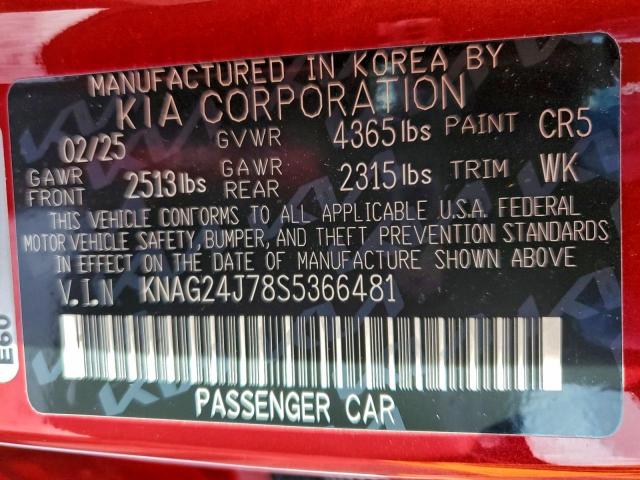 MANUFACTURED IN KOREA BY
KIA CORPORATION
02/25 GVWR 4365 lbs PAINT CR5
GAWR FRONT 2513 lbs GAWR REAR 2315 lbs TRIM WK
THIS VEHICLE CONFORMS TO ALL APPLICABLE U.S.A. FEDERAL
MOTOR VEHICLE SAFETY, BUMPER, AND THEFT PREVENTION STANDARDS
IN EFFECT ON THE DATE OF MANUFACTURE SHOWN ABOVE
V.I.N KNAG24J78S5366481
PASSENGER CAR
E60